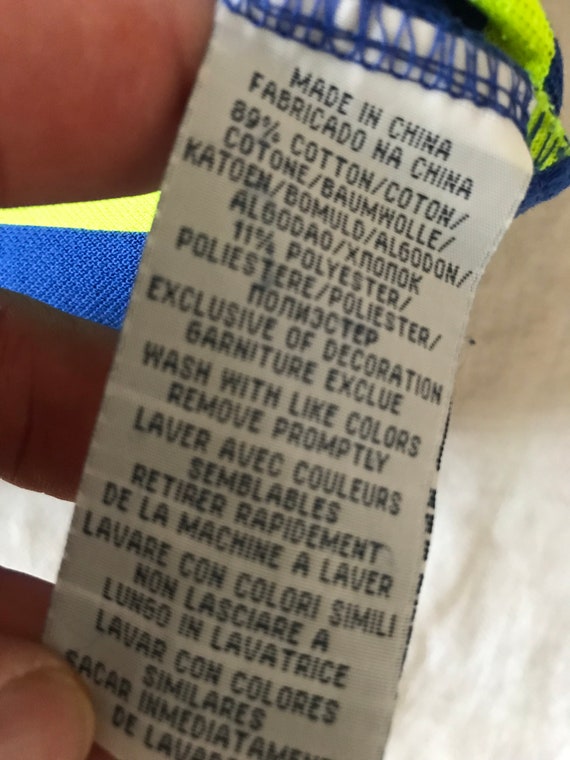 MADE IN CHINA
FABRICADO NA CHINA
89% COTTON/COTON/
COTONE/BAUMWOLLE/
KATOEN/BOMULD/ALGODON/
ALGODAO/ХЛОПОК
11% POLYESTER/
POLIESTERE/POLIESTER/
ПОЛИЭСТЕР
EXCLUSIVE OF DECORATION
GARNITURE EXCLUE
WASH WITH LIKE COLORS
REMOVE PROMPTLY
LAVER AVEC COULEURS
SEMBLABLES
RETIRER RAPIDEMENT
DE LA MACHINE A LAVER
LAVARE CON COLORI SIMILI
NON LASCIARE A
LUNGO IN LAVATRICE
LAVAR CON COLORES
SIMILARES
SACAR INMEDIATAMENTE
DE